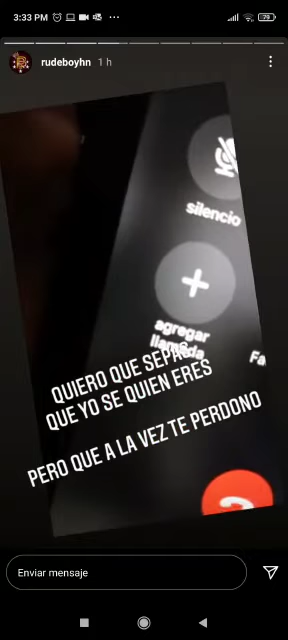 3:33 PM
79
rudeboyhn 1 h
silencio
agregar
llamada
Fa
QUIERO QUE SEPAS
QUE YO SE QUIEN ERES
PERO QUE A LA VEZ TE PERDONO
Enviar mensaje